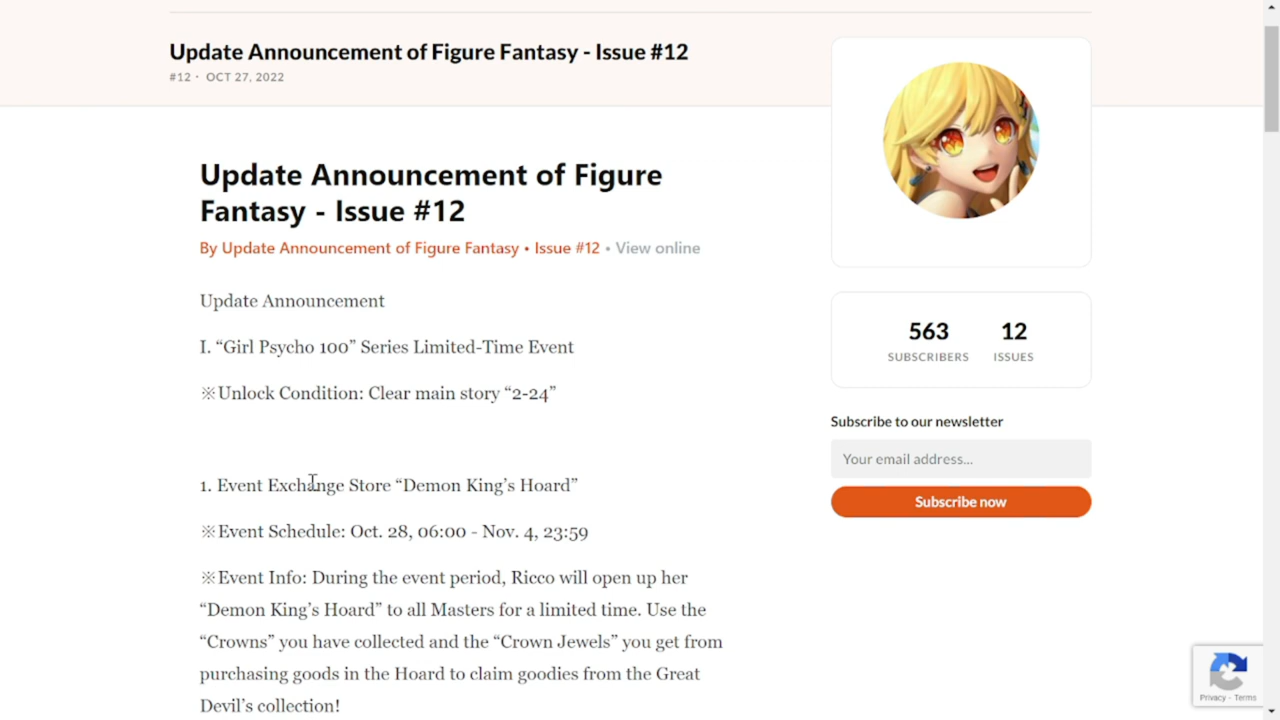 Update Announcement of Figure Fantasy - Issue #12
#12 · OCT 27, 2022
Update Announcement of Figure
Fantasy - Issue #12
By Update Announcement of Figure Fantasy • Issue #12 • View online
Update Announcement
I. “Girl Psycho 100” Series Limited-Time Event
※Unlock Condition: Clear main story “2-24”
1. Event Exchange Store “Demon King’s Hoard”
※Event Schedule: Oct. 28, 06:00 - Nov. 4, 23:59
※Event Info: During the event period, Ricco will open up her
“Demon King’s Hoard” to all Masters for a limited time. Use the
“Crowns” you have collected and the “Crown Jewels” you get from
purchasing goods in the Hoard to claim goodies from the Great
Devil’s collection!
563
SUBSCRIBERS
12
ISSUES
Subscribe to our newsletter
Your email address...
Subscribe now
Privacy - Terms